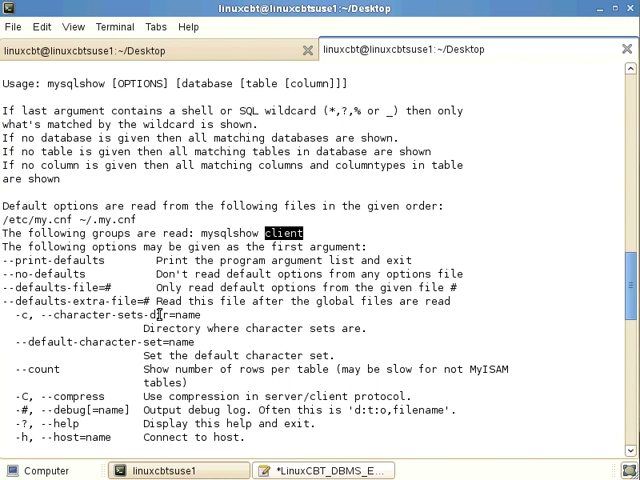 linuxcbt@linuxcbtsuse1:~/Desktop
File Edit View Terminal Tabs Help
linuxcbt@linuxcbtsuse1:~/Desktop
linuxcbt@linuxcbtsuse1:~/Desktop
Usage: mysqlshow [OPTIONS] [database [table [column]]]
If last argument contains a shell or SQL wildcard (*,?,% or _) then only
what's matched by the wildcard is shown.
If no database is given then all matching databases are shown.
If no table is given then all matching tables in database are shown
If no column is given then all matching columns and columntypes in table
are shown
Default options are read from the following files in the given order:
/etc/my.cnf ~/.my.cnf
The following groups are read: mysqlshow client
The following options may be given as the first argument:
--print-defaults Print the program argument list and exit
--no-defaults Don't read default options from any options file
--defaults-file=# Only read default options from the given file #
--defaults-extra-file=# Read this file after the global files are read
-c, --character-sets-dir=name
Directory where character sets are.
--default-character-set=name
Set the default character set.
--count Show number of rows per table (may be slow for not MyISAM
tables)
-C, --compress Use compression in server/client protocol.
-#, --debug[=name] Output debug log. Often this is 'd:t:o,filename'.
-?, --help Display this help and exit.
-h, --host=name Connect to host.
Computer linuxcbtsuse1 *LinuxCBT_DBMS_E...